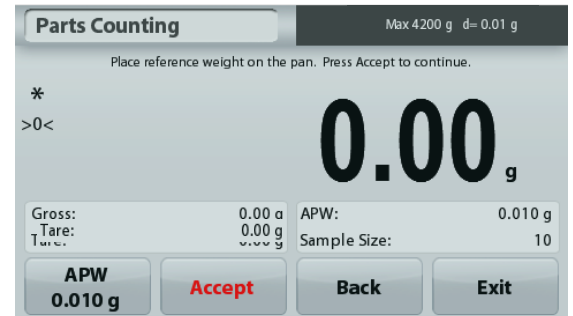 Parts Counting
Max 4200 g d= 0.01 g
Place reference weight on the pan. Press Accept to continue.
*
>0<
0.00 g
Gross: 0.00 g
Tare: 0.00 g
APW: 0.010 g
Sample Size: 10
APW
0.010 g
Accept
Back
Exit